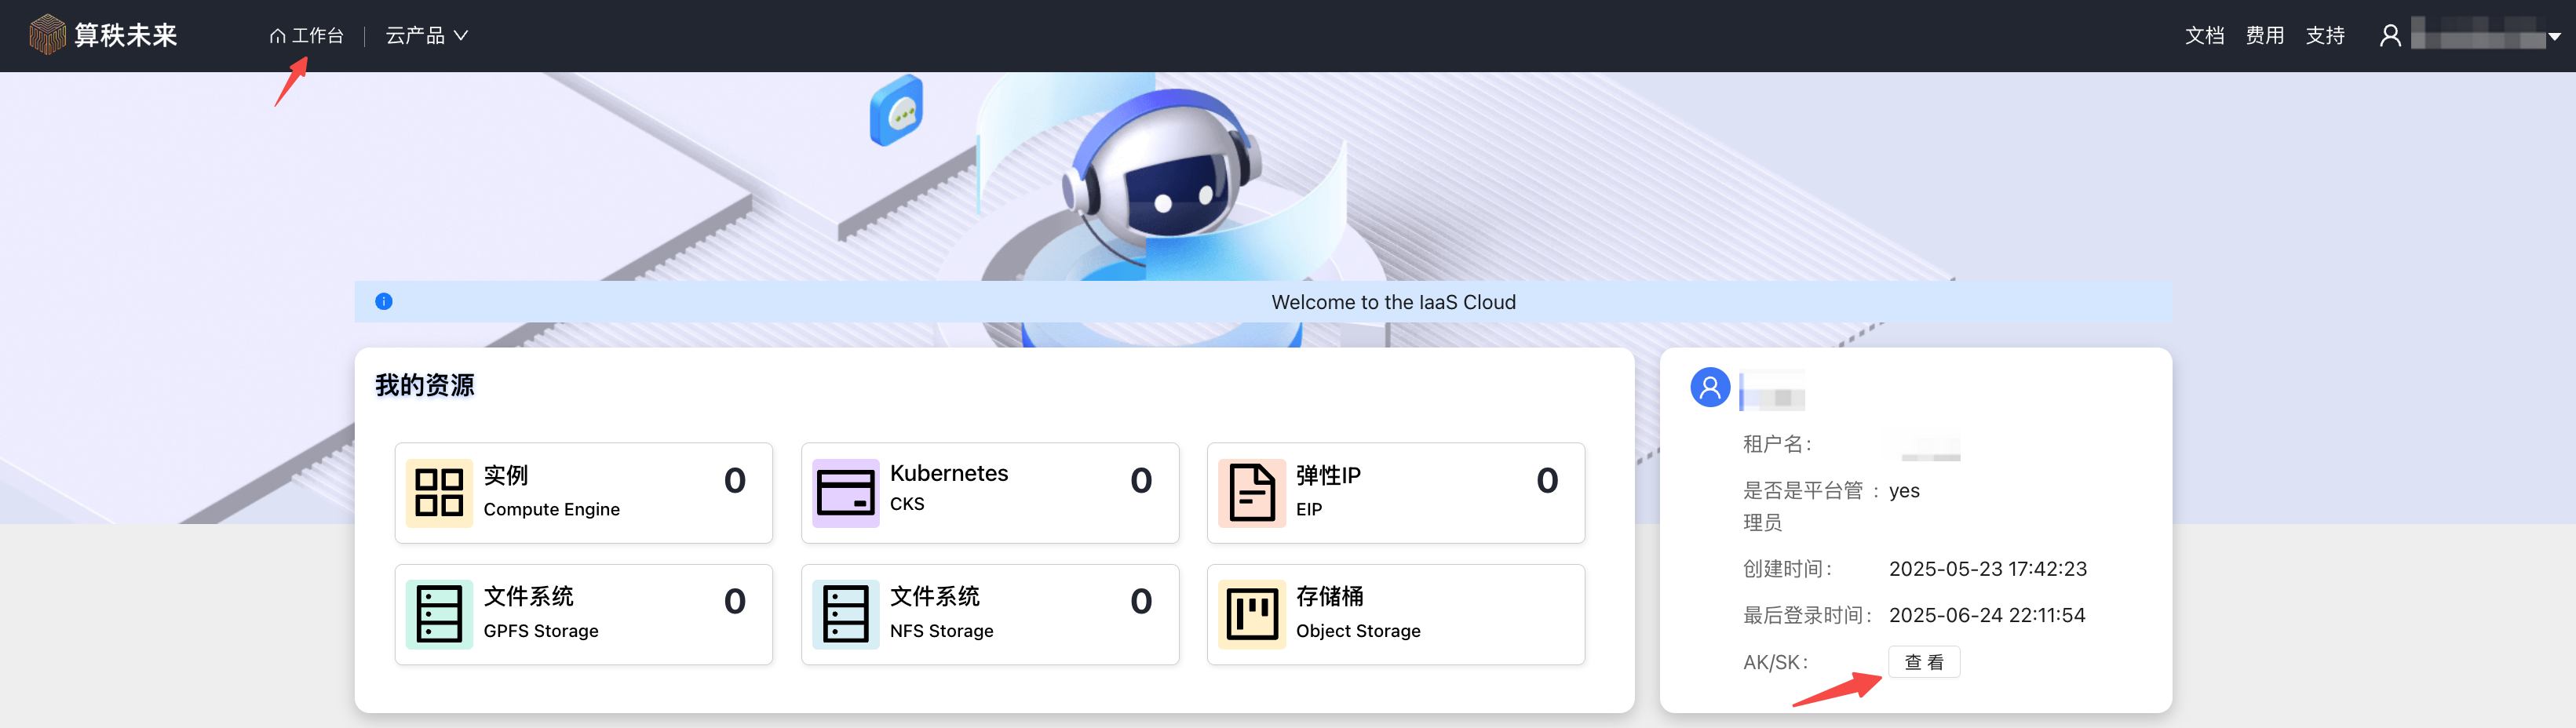 算秩未来
工作台
云产品
文档 费用 支持
Welcome to the IaaS Cloud
我的资源
实例 0
Compute Engine
Kubernetes 0
CKS
弹性IP 0
EIP
文件系统 0
GPFS Storage
文件系统 0
NFS Storage
存储桶
Object Storage
租户名：
是否是平台管：yes
理员
创建时间： 2025-05-23 17:42:23
最后登录时间： 2025-06-24 22:11:54
AK/SK： 查 看